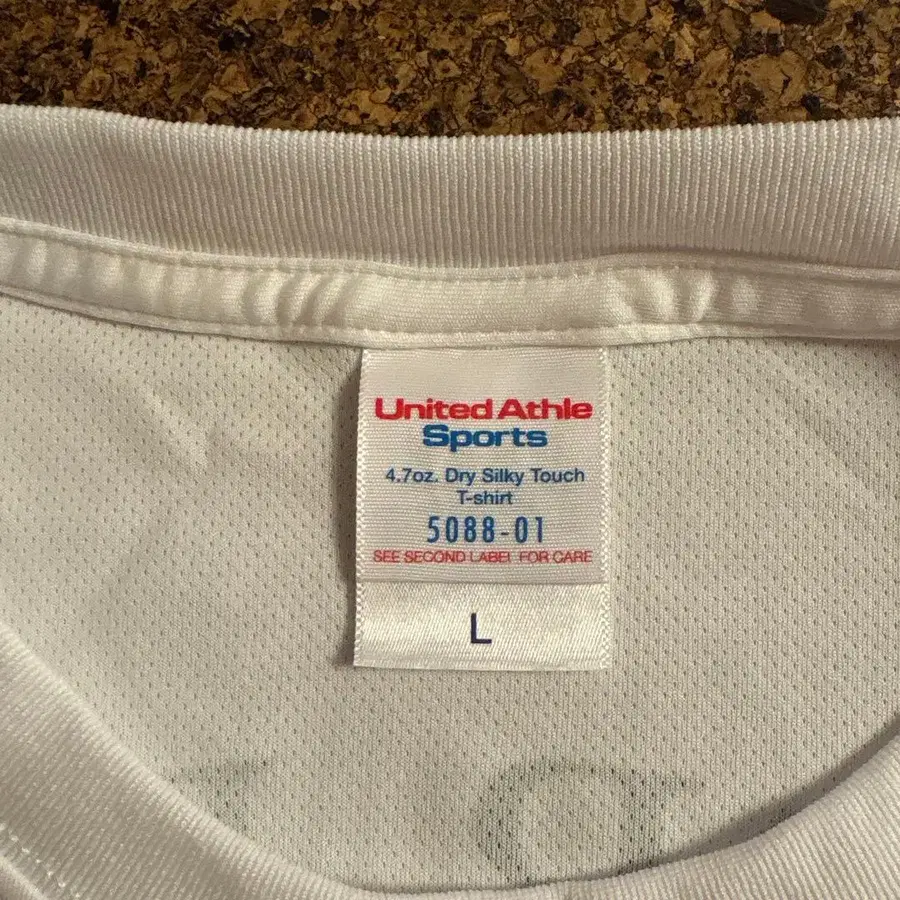 United Athle
Sports
4.7oz. Dry Silky Touch
T-shirt
5088-01
SEE SECOND LABEL FOR CARE
L